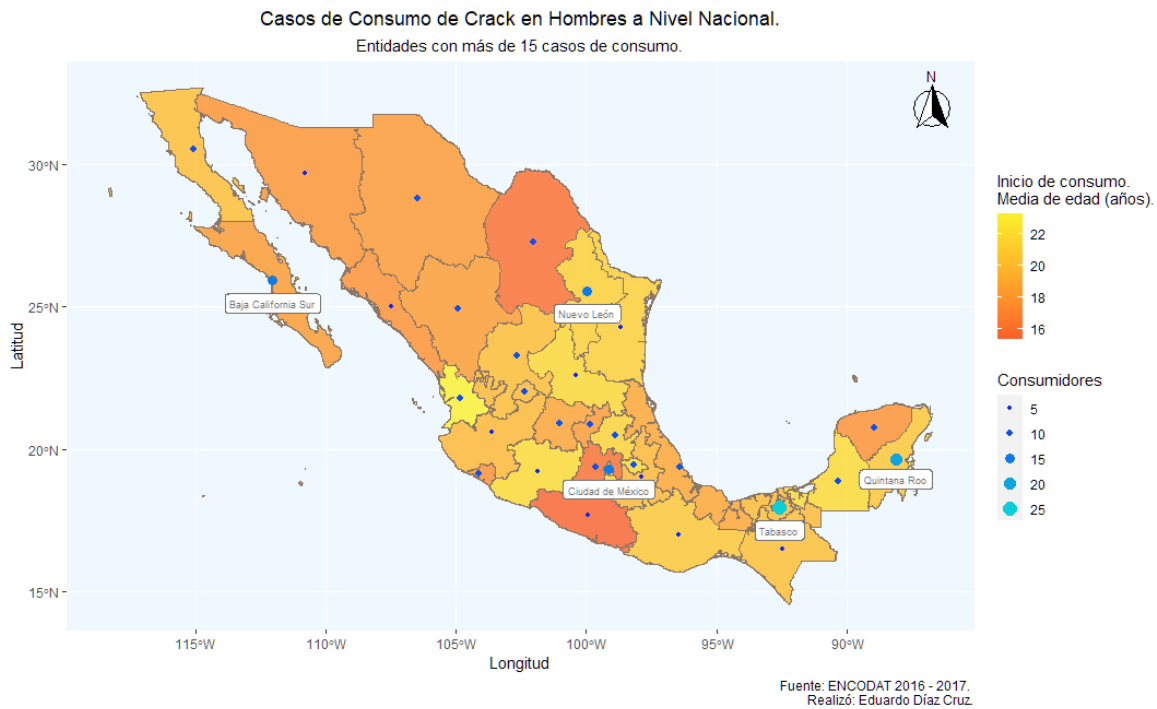 Casos de Consumo de Crack en Hombres a Nivel Nacional.
Entidades con más de 15 casos de consumo.
N
30°N
25°N
20°N
15°N
Latitud
Baja California Sur
Nuevo León
Ciudad de México
Quintana Roo
Tabasco
115°W
110°W
105°W
100°W
95°W
90°W
Longitud
Inicio de consumo.
Media de edad (años).
22
20
18
16
Consumidores
5
10
15
20
25
Fuente: ENCODAT 2016 - 2017.
Realizó: Eduardo Díaz Cruz.